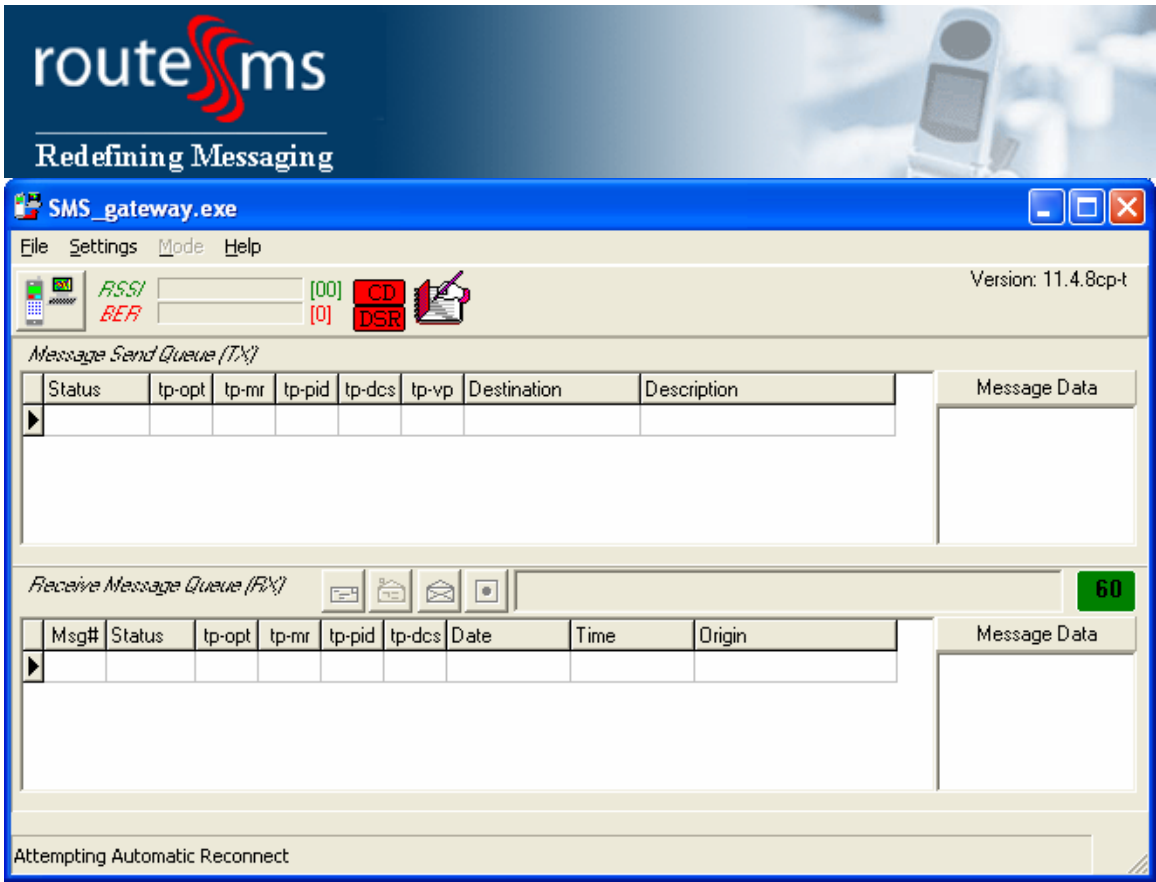 routeSms
Redefining Messaging
SMS_gateway.exe
File Settings Mode Help
RSSI [00] CD Version: 11.4.8cp-t
BER [0] DSR
Message Send Queue (TX)
Status tp-opt tp-mr tp-pid tp-dcs tp-vp Destination Description Message Data
Receive Message Queue (RX) 60
Msg# Status tp-opt tp-mr tp-pid tp-dcs Date Time Origin Message Data
Attempting Automatic Reconnect